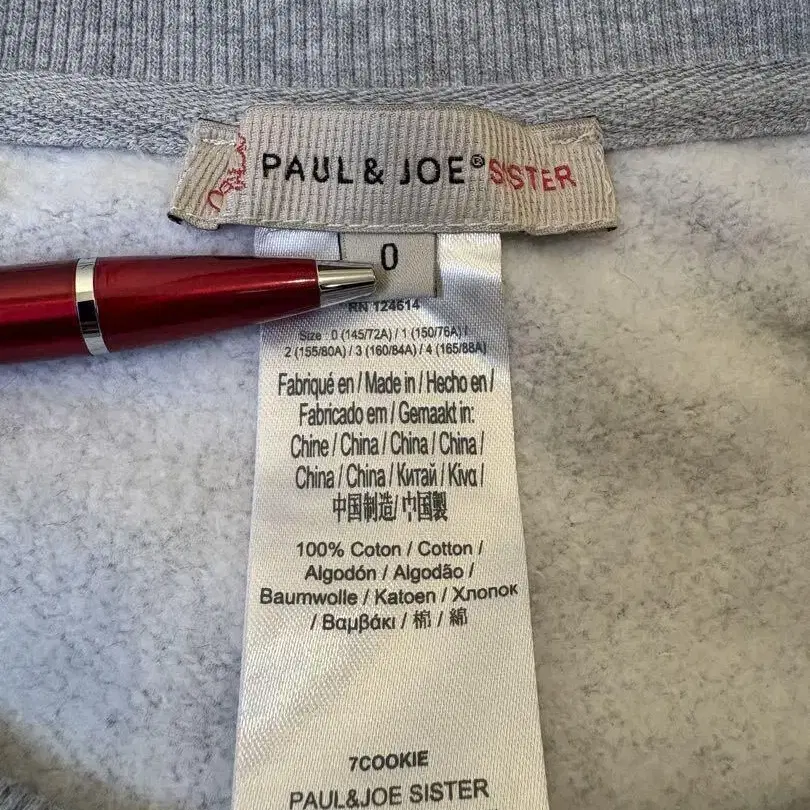 PAUL & JOE® SISTER
0
RN 124614
Size : 0 (145/72A) / 1 (150/76A) /
2 (155/80A) / 3 (160/84A) / 4 (165/88A)
Fabriqué en / Made in / Hecho en /
Fabricado em / Gemaakt in:
Chine / China / China / China /
China / China / Китай / Κίνα /
中国制造/ 中国製
100% Coton / Cotton /
Algodón / Algodão /
Baumwolle / Katoen / Хлопок
/ Βαμβάκι / 棉 / 綿
7COOKIE
PAUL&JOE SISTER